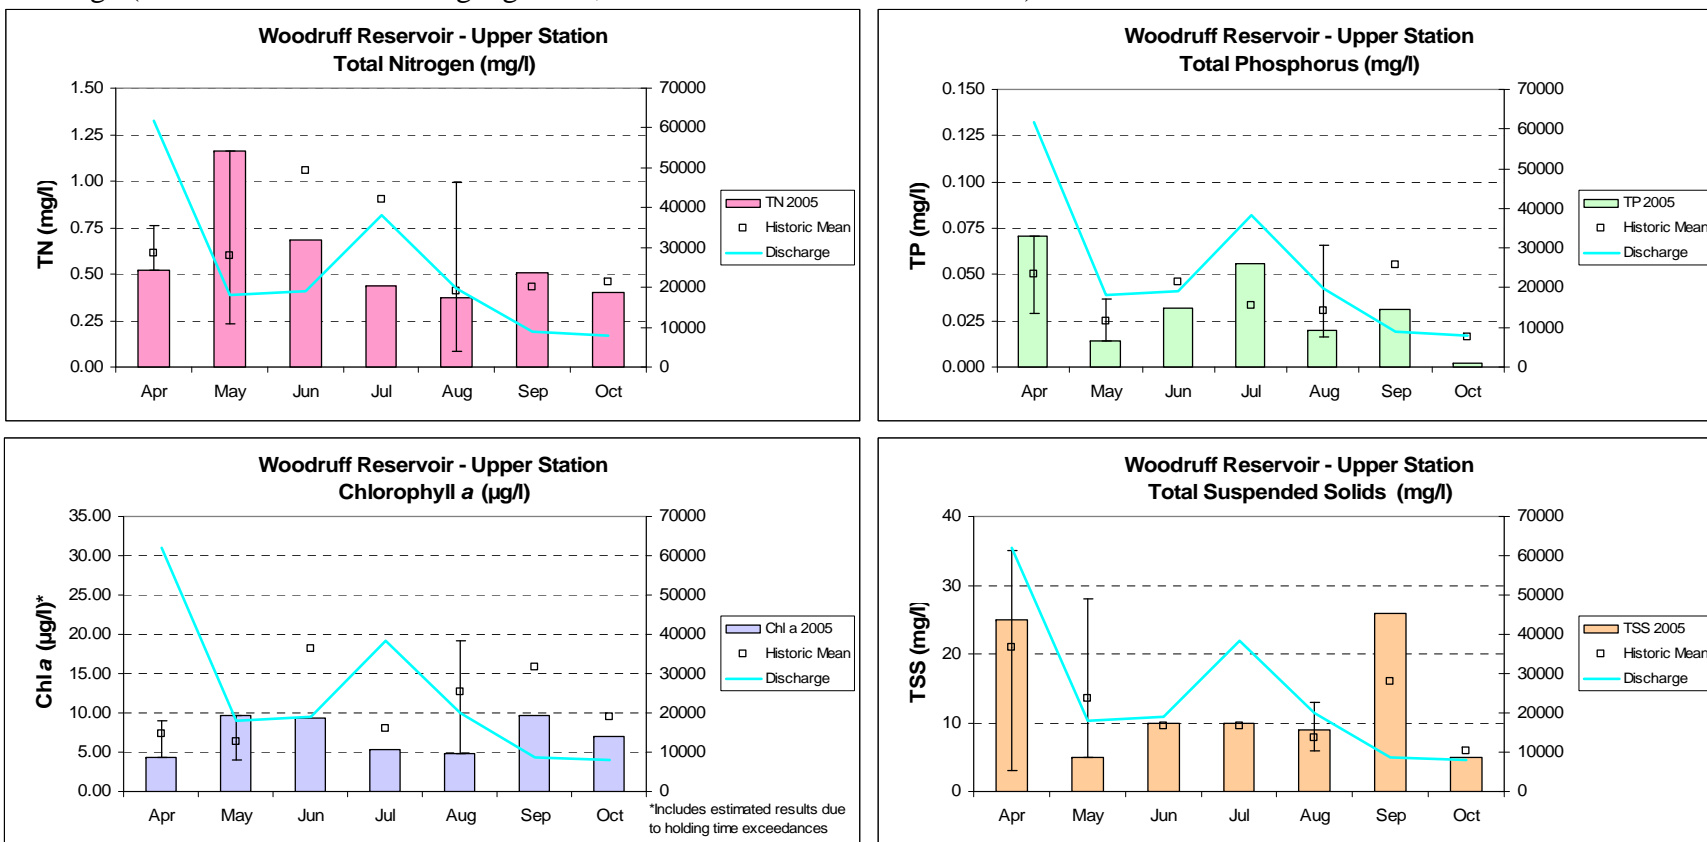 Woodruff Reservoir - Upper Station
Total Nitrogen (mg/l)
1.50
1.25
1.00
0.75
0.50
0.25
0.00
TN (mg/l)
70000
60000
50000
40000
30000
20000
10000
0
Apr May Jun Jul Aug Sep Oct
TN 2005
Historic Mean
Discharge
Woodruff Reservoir - Upper Station
Total Phosphorus (mg/l)
0.150
0.125
0.100
0.075
0.050
0.025
0.000
TP (mg/l)
70000
60000
50000
40000
30000
20000
10000
0
Apr May Jun Jul Aug Sep Oct
TP 2005
Historic Mean
Discharge
Woodruff Reservoir - Upper Station
Chlorophyll a (µg/l)
35.00
30.00
25.00
20.00
15.00
10.00
5.00
0.00
Chl a (µg/l)*
70000
60000
50000
40000
30000
20000
10000
0
Apr May Jun Jul Aug Sep Oct
Chl a 2005
Historic Mean
Discharge
*Includes estimated results due
to holding time exceedances
Woodruff Reservoir - Upper Station
Total Suspended Solids (mg/l)
40
30
20
10
0
TSS (mg/l)
70000
60000
50000
40000
30000
20000
10000
0
Apr May Jun Jul Aug Sep Oct
TSS 2005
Historic Mean
Discharge